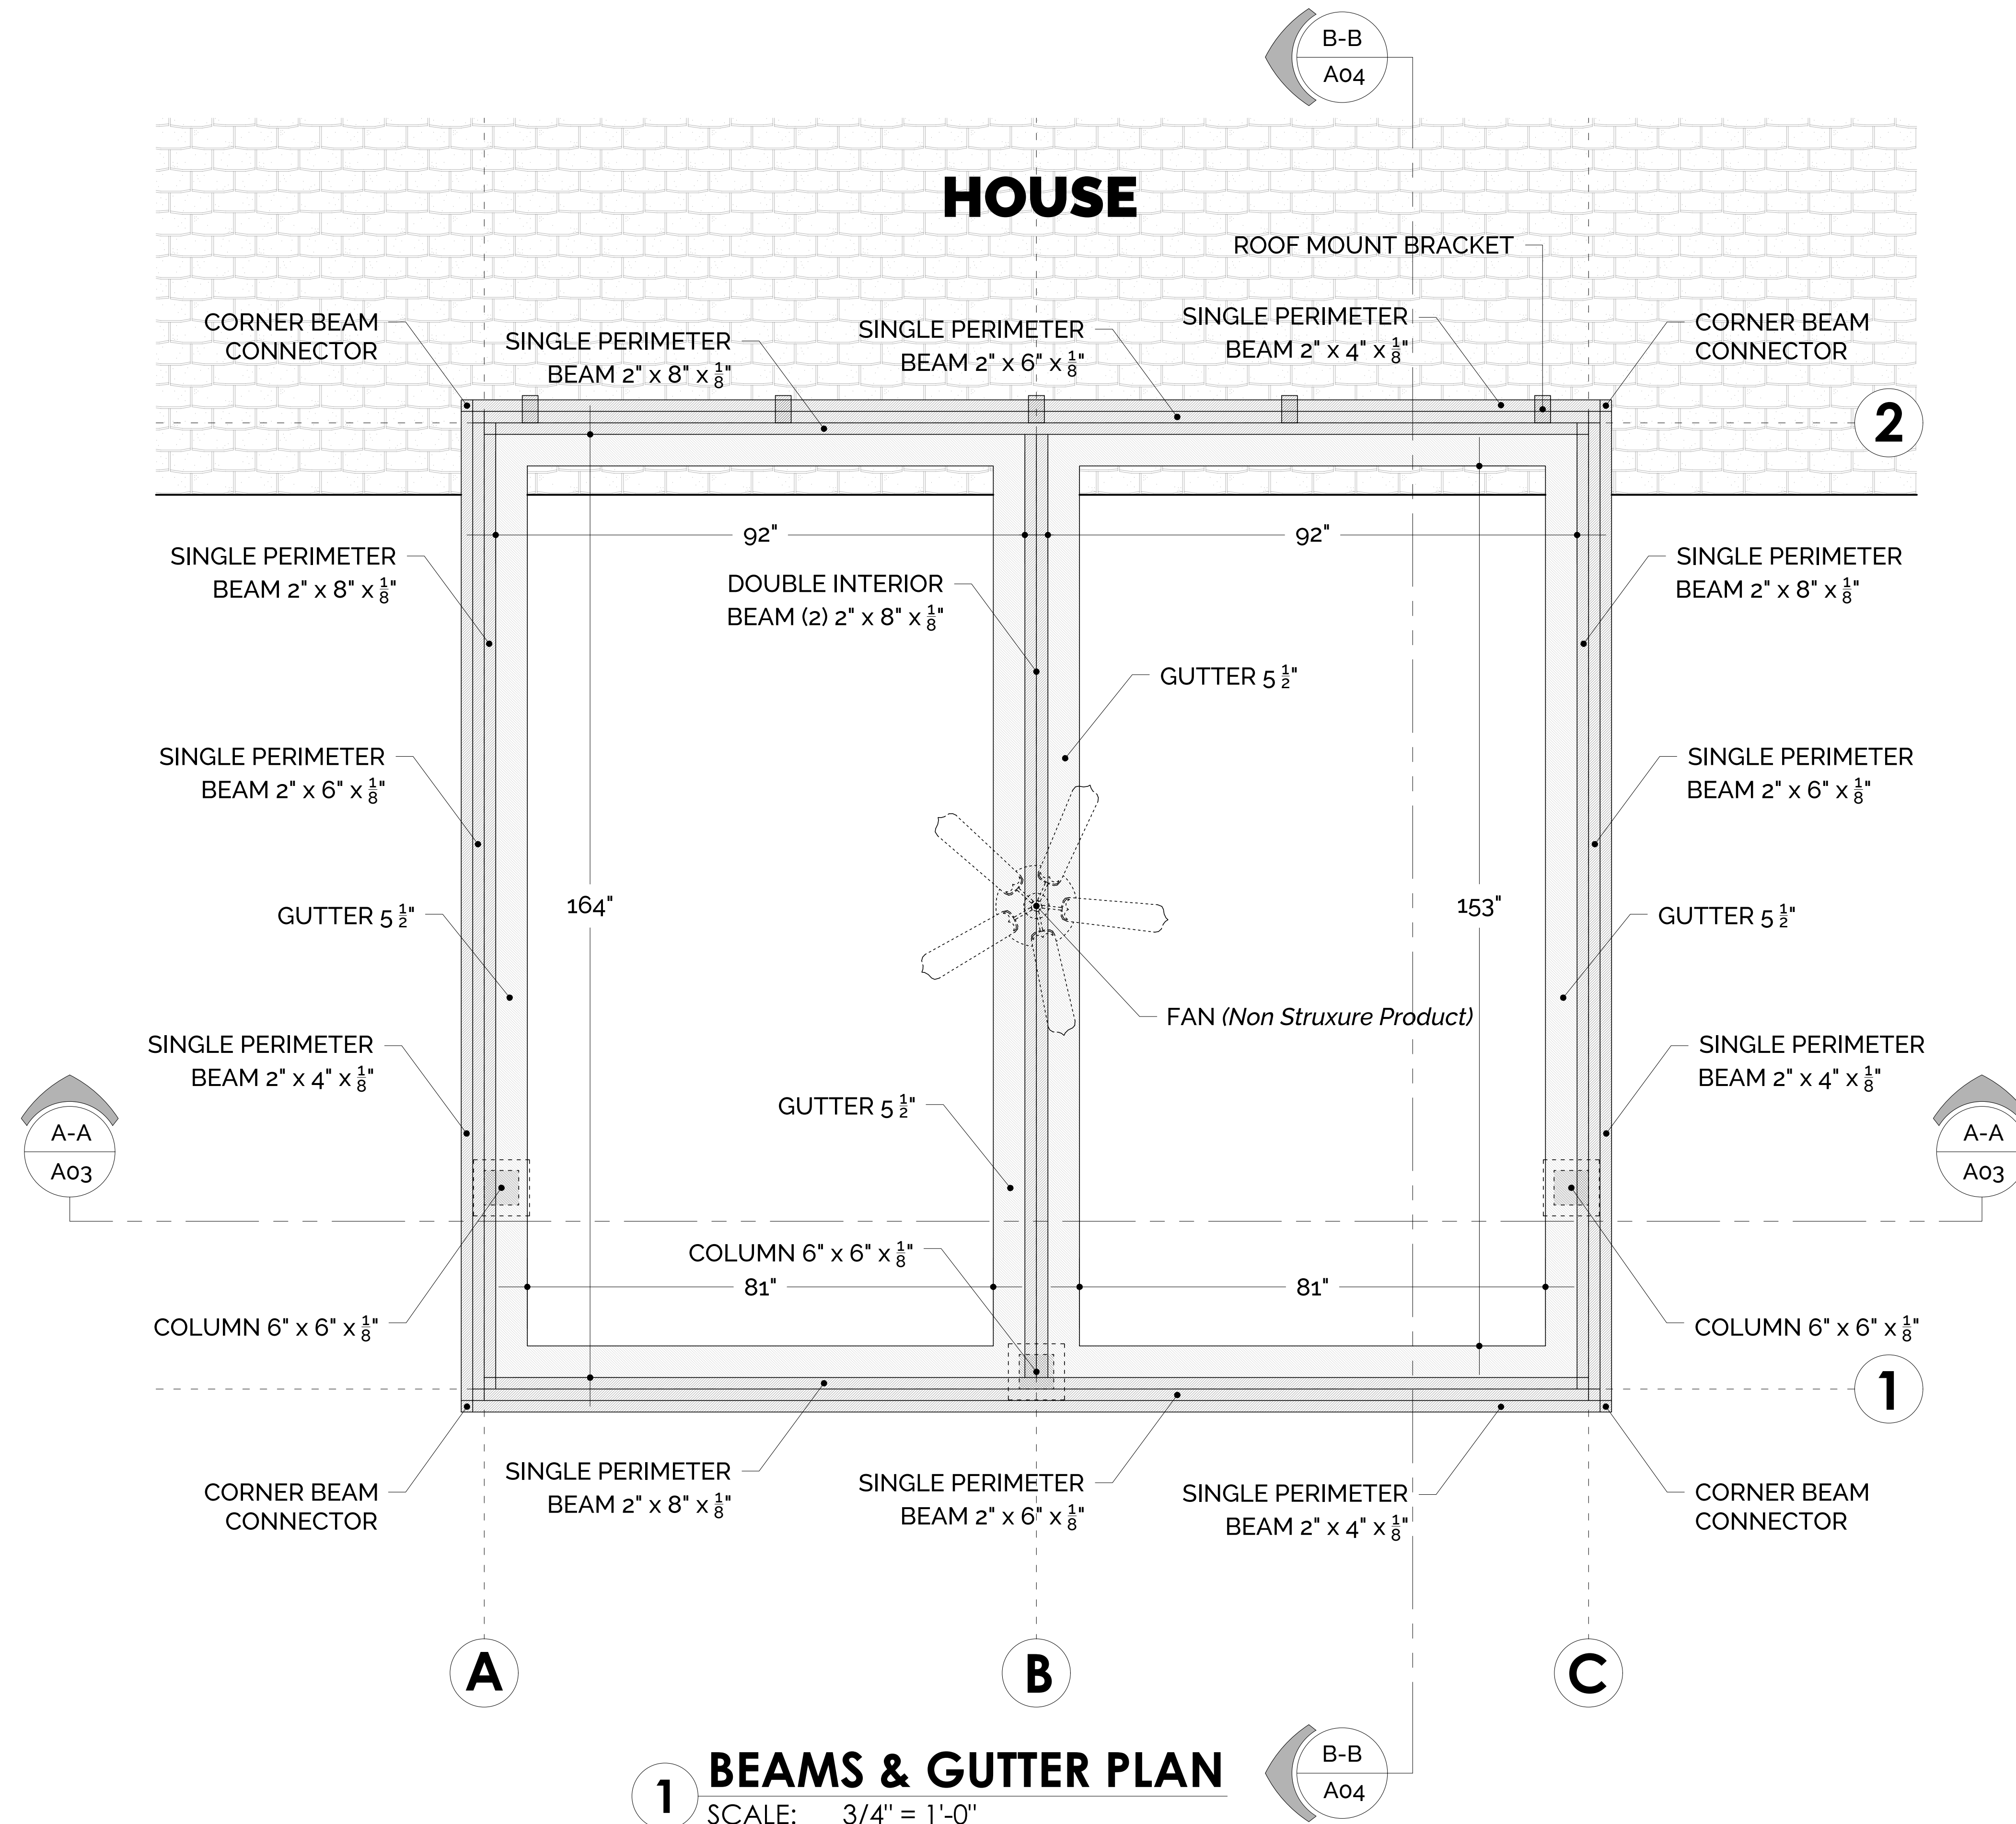 B-B
A04
HOUSE
ROOF MOUNT BRACKET
CORNER BEAM
CONNECTOR
SINGLE PERIMETER
BEAM 2" x 8" x 1/8"
SINGLE PERIMETER
BEAM 2" x 6" x 1/8"
SINGLE PERIMETER
BEAM 2" x 4" x 1/8"
CORNER BEAM
CONNECTOR
2
92"
92"
SINGLE PERIMETER
BEAM 2" x 8" x 1/8"
DOUBLE INTERIOR
BEAM (2) 2" x 8" x 1/8"
SINGLE PERIMETER
BEAM 2" x 8" x 1/8"
GUTTER 5 1/2"
SINGLE PERIMETER
BEAM 2" x 6" x 1/8"
SINGLE PERIMETER
BEAM 2" x 6" x 1/8"
GUTTER 5 1/2"
164"
153"
GUTTER 5 1/2"
FAN (Non Struxure Product)
SINGLE PERIMETER
BEAM 2" x 4" x 1/8"
SINGLE PERIMETER
BEAM 2" x 4" x 1/8"
GUTTER 5 1/2"
A-A
A03
A-A
A03
COLUMN 6" x 6" x 1/8"
81"
81"
COLUMN 6" x 6" x 1/8"
COLUMN 6" x 6" x 1/8"
1
CORNER BEAM
CONNECTOR
SINGLE PERIMETER
BEAM 2" x 8" x 1/8"
SINGLE PERIMETER
BEAM 2" x 6" x 1/8"
SINGLE PERIMETER
BEAM 2" x 4" x 1/8"
CORNER BEAM
CONNECTOR
A
B
C
1
BEAMS & GUTTER PLAN
SCALE: 3/4" = 1'-0"
B-B
A04